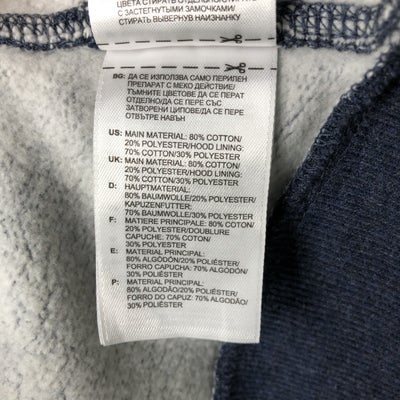 ЦВЕТА СТИРАТЬ ОТДЕЛЬНО/СТИРАТЬ
С ЗАСТЕГНУТЫМИ ЗАМОЧКАМИ/
СТИРАТЬ ВЫВЕРНУВ НАИЗНАНКУ
BG: ДА СЕ ИЗПОЛЗВА САМО ПЕРИЛЕН
ПРЕПАРАТ С МЕКО ДЕЙСТВИЕ/
ТЪМНИТЕ ЦВЕТОВЕ ДА СЕ ПЕРАТ
ОТДЕЛНО/ДА СЕ ПЕРЕ СЪС
ЗАТВОРЕНИ ЦИПОВЕ/ДА СЕ ПЕРЕ
ОТВЪТРЕ НАВЪН
US: MAIN MATERIAL: 80% COTTON/
20% POLYESTER/HOOD LINING:
70% COTTON/30% POLYESTER
UK: MAIN MATERIAL: 80% COTTON/
20% POLYESTER/HOOD LINING:
70% COTTON/30% POLYESTER
D: HAUPTMATERIAL:
80% BAUMWOLLE/20% POLYESTER/
KAPUZENFUTTER:
70% BAUMWOLLE/30% POLYESTER
F: MATIERE PRINCIPALE: 80% COTON/
20% POLYESTER/DOUBLURE
CAPUCHE: 70% COTON/
30% POLYESTER
E: MATERIAL PRINCIPAL:
80% ALGODÓN/20% POLIÉSTER/
FORRO CAPUCHA: 70% ALGODÓN/
30% POLIÉSTER
P: MATERIAL PRINCIPAL:
80% ALGODÃO/20% POLIÉSTER/
FORRO DO CAPUZ: 70% ALGODÃO/
30% POLIÉSTER